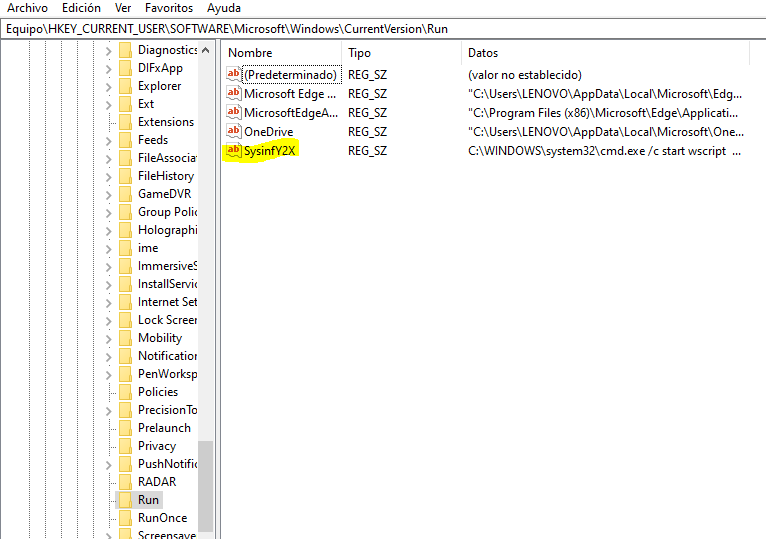 Archivo Edición Ver Favoritos Ayuda
Equipo\HKEY_CURRENT_USER\SOFTWARE\Microsoft\Windows\CurrentVersion\Run
Diagnostics
DIFxApp
Explorer
Ext
Extensions
Feeds
FileAssocia
FileHistory
GameDVR
Group Polic
Holographi
ime
ImmersiveS
InstallServic
Internet Set
Lock Screer
Mobility
Notification
PenWorksp
Policies
PrecisionTo
Prelaunch
Privacy
PushNotific
RADAR
Run
RunOnce
Screensave
Nombre Tipo Datos
(Predeterminado) REG_SZ (valor no establecido)
Microsoft Edge ... REG_SZ "C:\Users\LENOVO\AppData\Local\Microsoft\Edg...
MicrosoftEdgeA... REG_SZ "C:\Program Files (x86)\Microsoft\Edge\Applicati...
OneDrive REG_SZ "C:\Users\LENOVO\AppData\Local\Microsoft\One...
SysinfY2X REG_SZ C:\WINDOWS\system32\cmd.exe /c start wscript ...